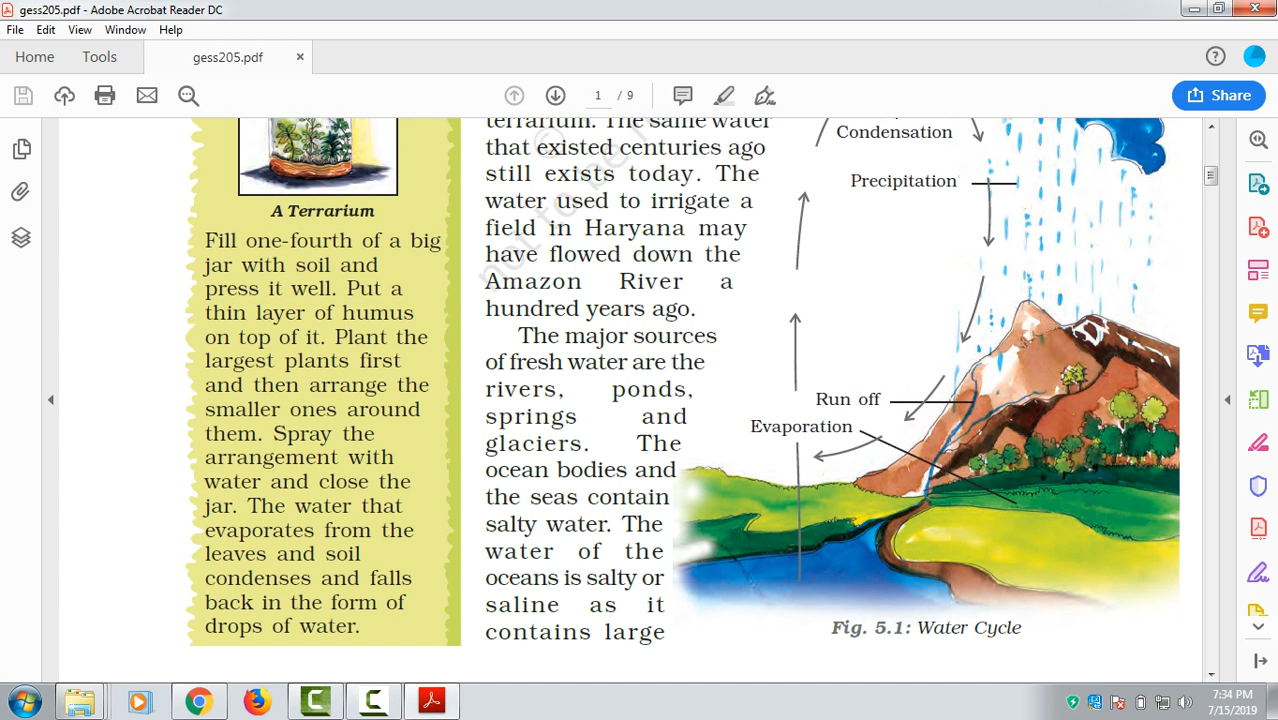 gess205.pdf - Adobe Acrobat Reader DC
File Edit View Window Help
Home Tools gess205.pdf ×
1 / 9
Share
A Terrarium
Fill one-fourth of a big
jar with soil and
press it well. Put a
thin layer of humus
on top of it. Plant the
largest plants first
and then arrange the
smaller ones around
them. Spray the
arrangement with
water and close the
jar. The water that
evaporates from the
leaves and soil
condenses and falls
back in the form of
drops of water.
terrarium. The same water
that existed centuries ago
still exists today. The
water used to irrigate a
field in Haryana may
have flowed down the
Amazon River a
hundred years ago.
The major sources
of fresh water are the
rivers, ponds,
springs and
glaciers. The
ocean bodies and
the seas contain
salty water. The
water of the
oceans is salty or
saline as it
contains large
© not to be
Condensation
Precipitation
Run off
Evaporation
Fig. 5.1: Water Cycle
7:34 PM
7/15/2019